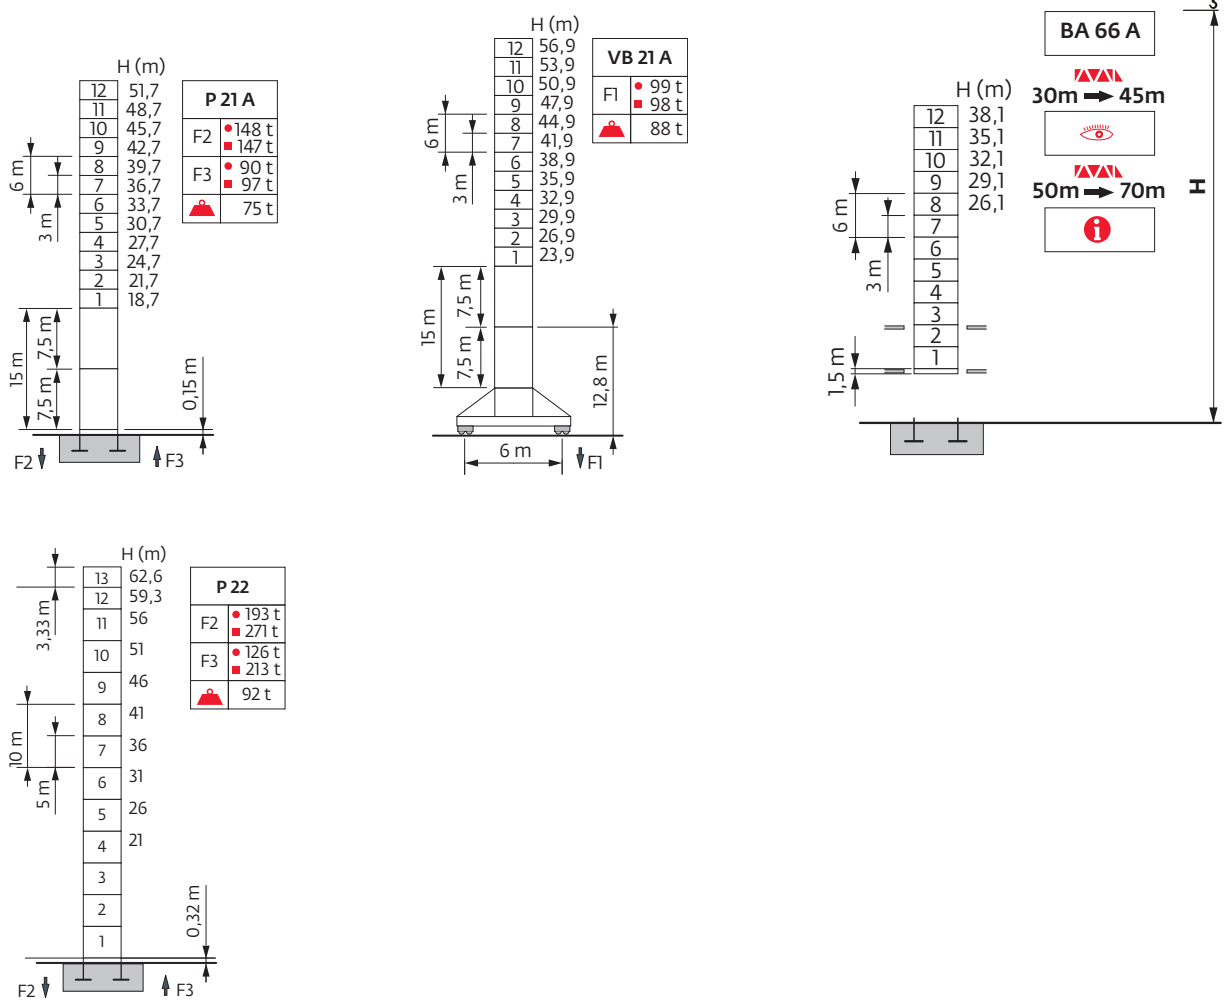 H (m)
12 51,7
11 48,7
10 45,7
9 42,7
8 39,7
7 36,7
6 33,7
5 30,7
4 27,7
3 24,7
2 21,7
1 18,7
6 m
3 m
15 m
7,5 m
7,5 m
0,15 m
F2
F3
P 21 A
F2 148 t
147 t
F3 90 t
97 t
75 t
H (m)
12 56,9
11 53,9
10 50,9
9 47,9
8 44,9
7 41,9
6 38,9
5 35,9
4 32,9
3 29,9
2 26,9
1 23,9
6 m
3 m
15 m
7,5 m
7,5 m
12,8 m
6 m
F1
VB 21 A
F1 99 t
98 t
88 t
H (m)
12 38,1
11 35,1
10 32,1
9 29,1
8 26,1
7
6
5
4
3
2
1
6 m
3 m
1,5 m
BA 66 A
30m 45m
50m 70m
i
H
H (m)
13 62,6
12 59,3
11 56
10 51
9 46
8 41
7 36
6 31
5 26
4 21
3
2
1
3,33 m
10 m
5 m
0,32 m
F2
F3
P 22
F2 193 t
271 t
F3 126 t
213 t
92 t